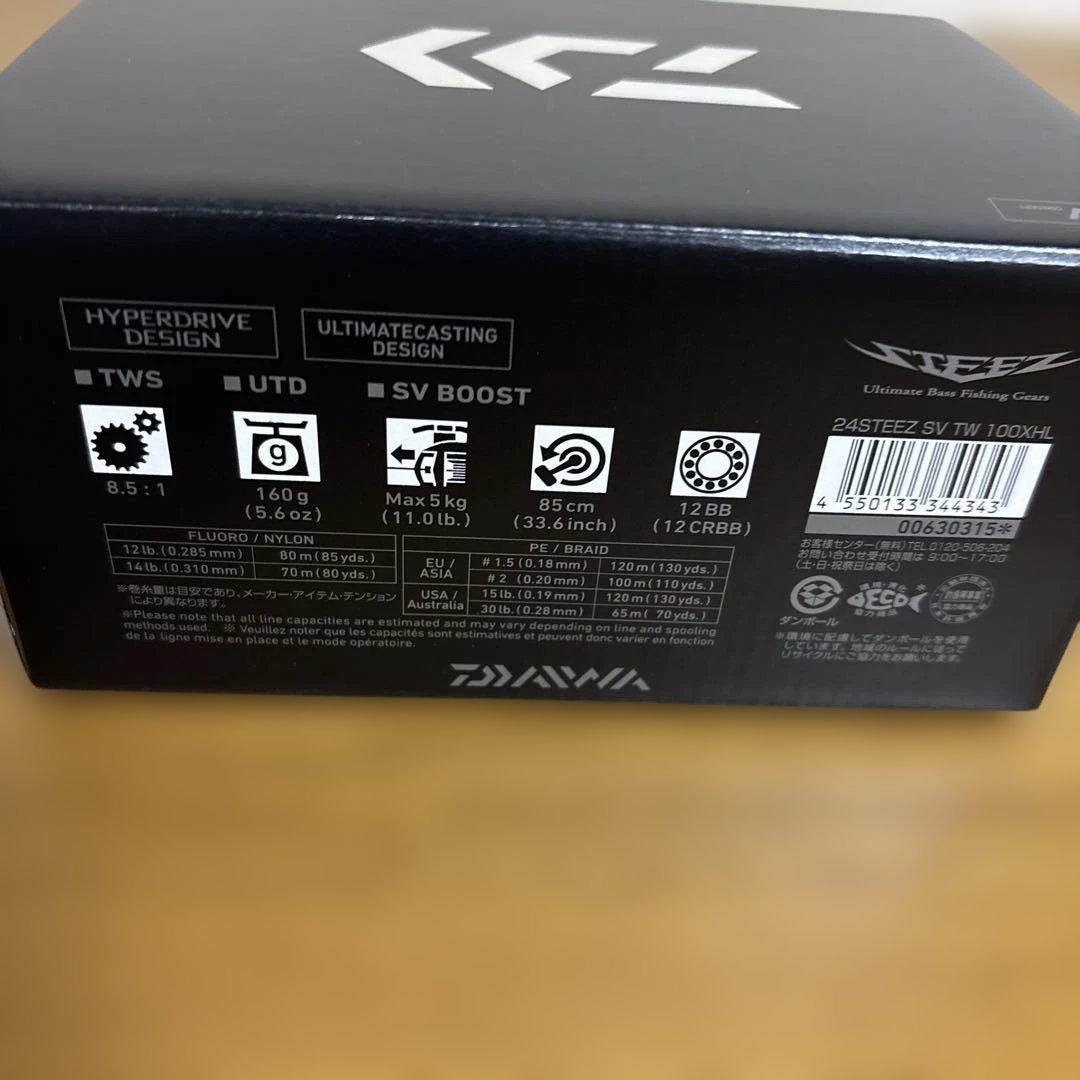 HYPERDRIVE
DESIGN
ULTIMATECASTING
DESIGN
■TWS
■UTD
■SV BOOST
8.5 : 1
g
160g
(5.6oz)
Max5kg
(11.0lb.)
85cm
(33.6inch)
12BB
(12CRBB)
FLUORO / NYLON
12lb.(0.285mm) 80m(85yds.)
14lb.(0.310mm) 70m(80yds.)
PE / BRAID
EU / ASIA #1.5(0.18mm) 120m(130yds.)
#2 (0.20mm) 100m(110yds.)
USA / Australia 15lb.(0.19mm) 120m(130yds.)
30lb.(0.28mm) 65m( 70yds.)
※巻糸量は目安であり、メーカー・アイテム・テンション
により異なります。
※Please note that all line capacities are estimated and may vary depending on line and spooling
methods used. ※ Veuillez noter que les capacités sont estimatives et peuvent donc varier en fonction
de la ligne mise en place et le mode opératoire.
DAIWA
STEEZ
Ultimate Bass Fishing Gears
24STEEZ SV TW 100XHL
4 550133 344343
00630315*
お客様センター(無料)TEL 0120-506-204
お問い合わせ受付時間は 9:00~17:00
(土・日・祝祭日は除く)
ダンボール
環境・美化
DECO
※環境に配慮してダンボールを使用
しています。地域のルールに従って
リサイクルにご協力をお願いします。